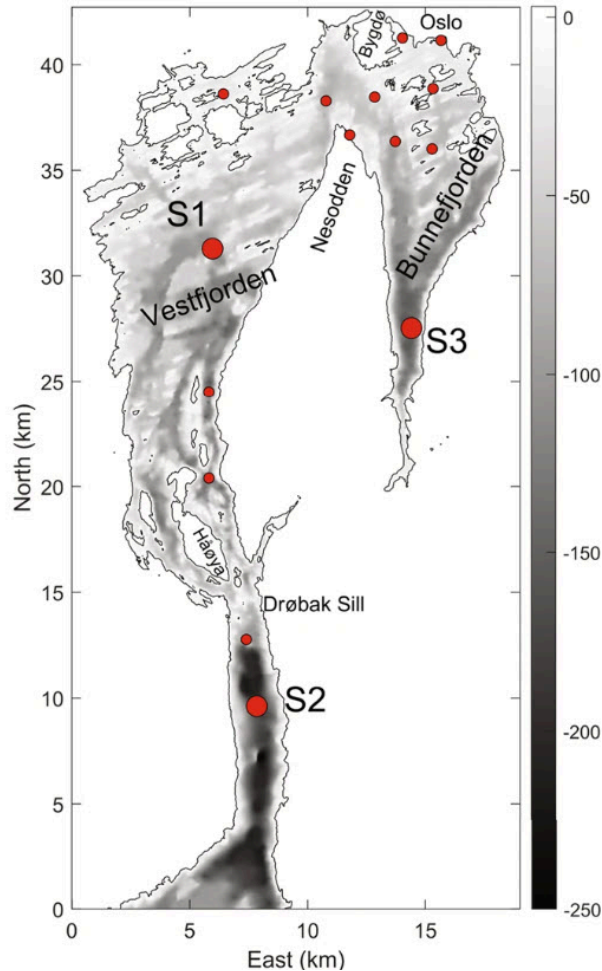 Oslo
Bygdø
S1
Nesodden
Bunnefjorden
Vestfjorden
S3
Håøya
Drøbak Sill
S2
North (km)
40
35
30
25
20
15
10
5
0
0
5
10
15
East (km)
0
-50
-100
-150
-200
-250